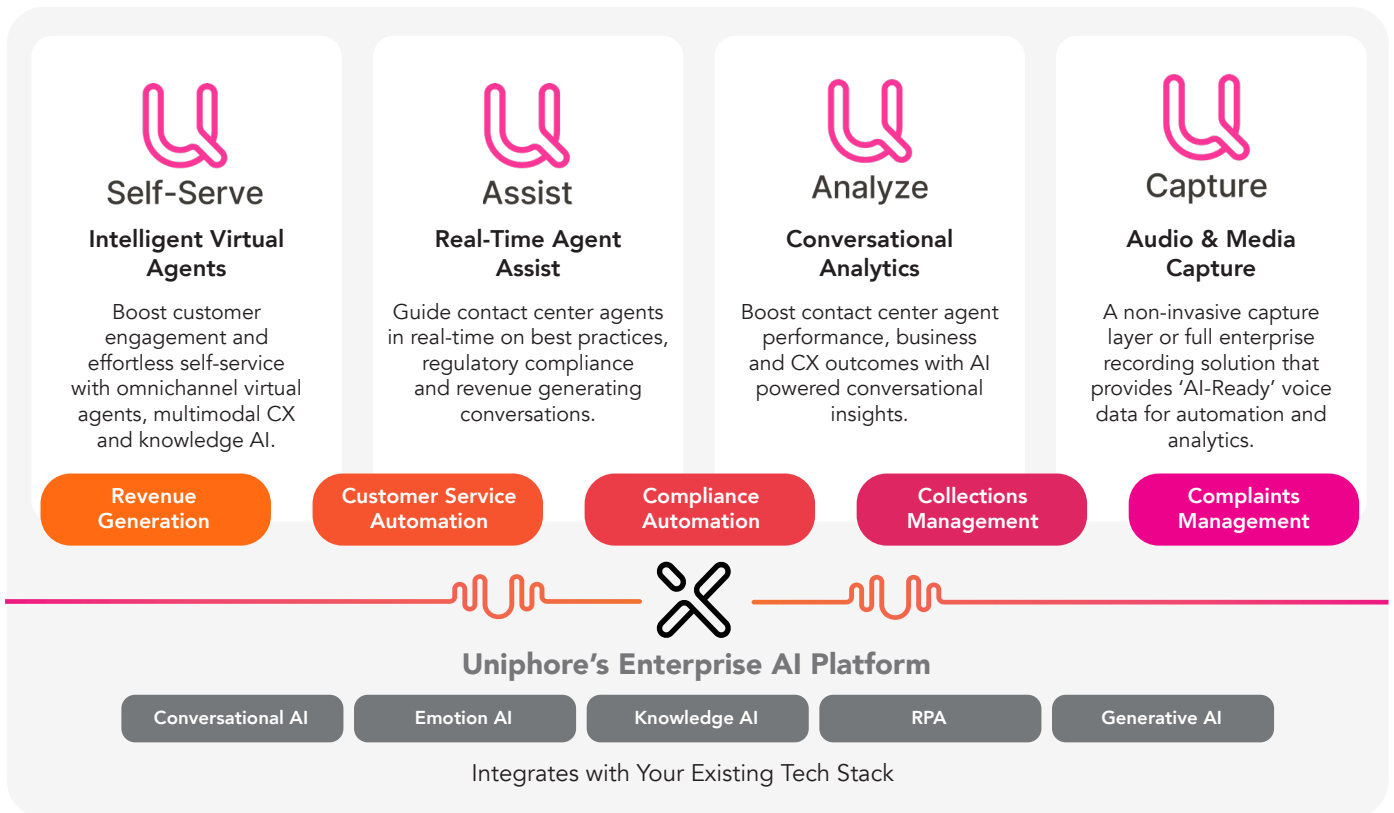 Self-Serve
Intelligent Virtual
Agents
Boost customer
engagement and
effortless self-service
with omnichannel virtual
agents, multimodal CX
and knowledge AI.
Assist
Real-Time Agent
Assist
Guide contact center agents
in real-time on best practices,
regulatory compliance
and revenue generating
conversations.
Analyze
Conversational
Analytics
Boost contact center agent
performance, business
and CX outcomes with AI
powered conversational
insights.
Capture
Audio & Media
Capture
A non-invasive capture
layer or full enterprise
recording solution that
provides ‘AI-Ready’ voice
data for automation and
analytics.
Revenue
Generation
Customer Service
Automation
Compliance
Automation
Collections
Management
Complaints
Management
Uniphore’s Enterprise AI Platform
Conversational AI
Emotion AI
Knowledge AI
RPA
Generative AI
Integrates with Your Existing Tech Stack